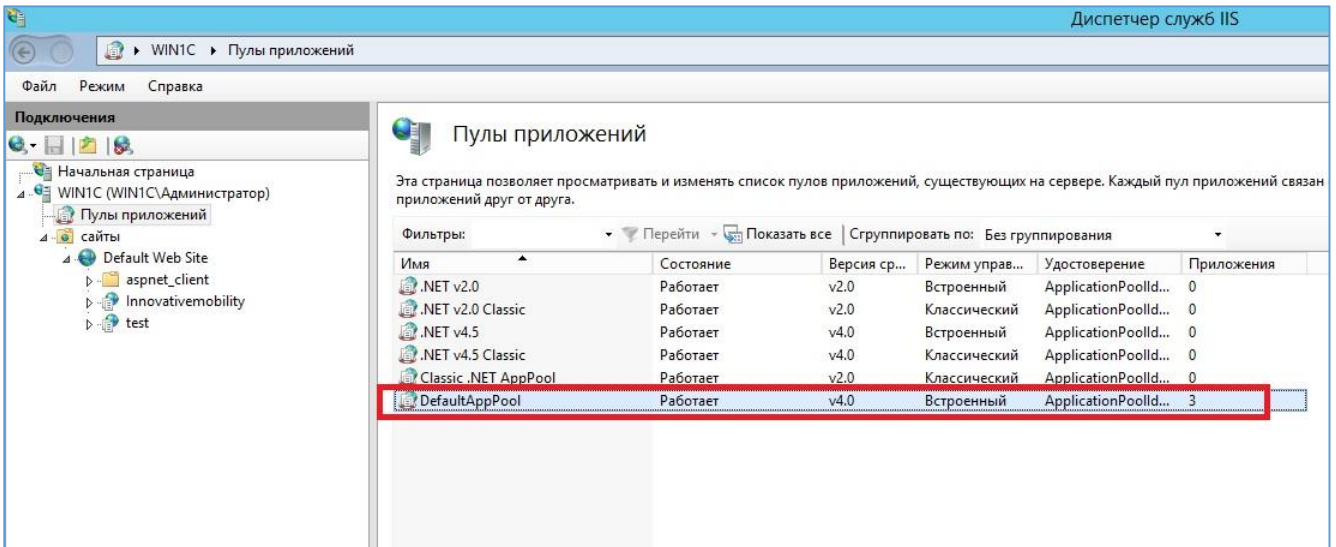 Диспетчер служб IIS
WIN1C Пулы приложений
Файл Режим Справка
Подключения
Начальная страница
WIN1C (WIN1C\Администратор)
Пулы приложений
сайты
Default Web Site
aspnet_client
Innovativemobility
test
Пулы приложений
Эта страница позволяет просматривать и изменять список пулов приложений, существующих на сервере. Каждый пул приложений связан
приложений друг от друга.
Фильтры: Перейти Показать все Сгруппировать по: Без группирования
Имя Состояние Версия ср... Режим управ... Удостоверение Приложения
.NET v2.0 Работает v2.0 Встроенный ApplicationPoolId... 0
.NET v2.0 Classic Работает v2.0 Классический ApplicationPoolId... 0
.NET v4.5 Работает v4.0 Встроенный ApplicationPoolId... 0
.NET v4.5 Classic Работает v4.0 Классический ApplicationPoolId... 0
Classic .NET AppPool Работает v2.0 Классический ApplicationPoolId... 0
DefaultAppPool Работает v4.0 Встроенный ApplicationPoolId... 3